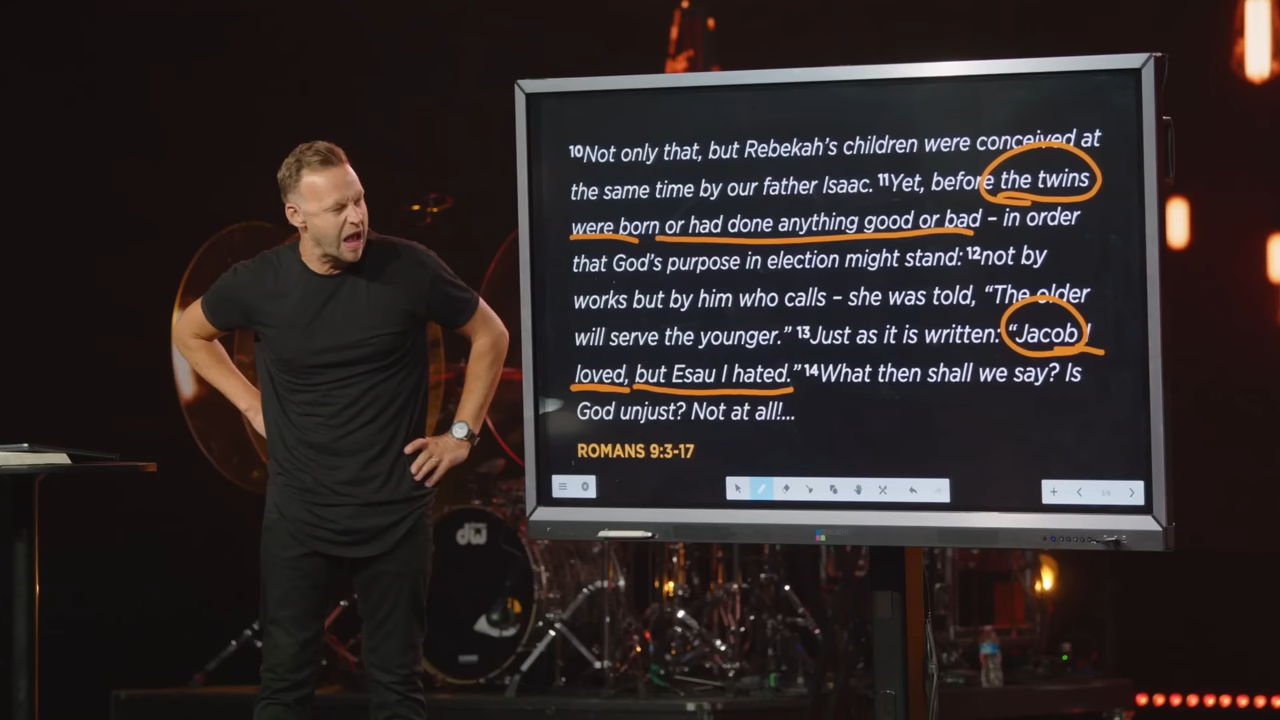 ¹⁰Not only that, but Rebekah's children were conceived at
the same time by our father Isaac. ¹¹Yet, before the twins
were born or had done anything good or bad – in order
that God's purpose in election might stand: ¹²not by
works but by him who calls – she was told, “The older
will serve the younger.” ¹³Just as it is written: “Jacob I
loved, but Esau I hated.” ¹⁴What then shall we say? Is
God unjust? Not at all!...
ROMANS 9:3-17
dw